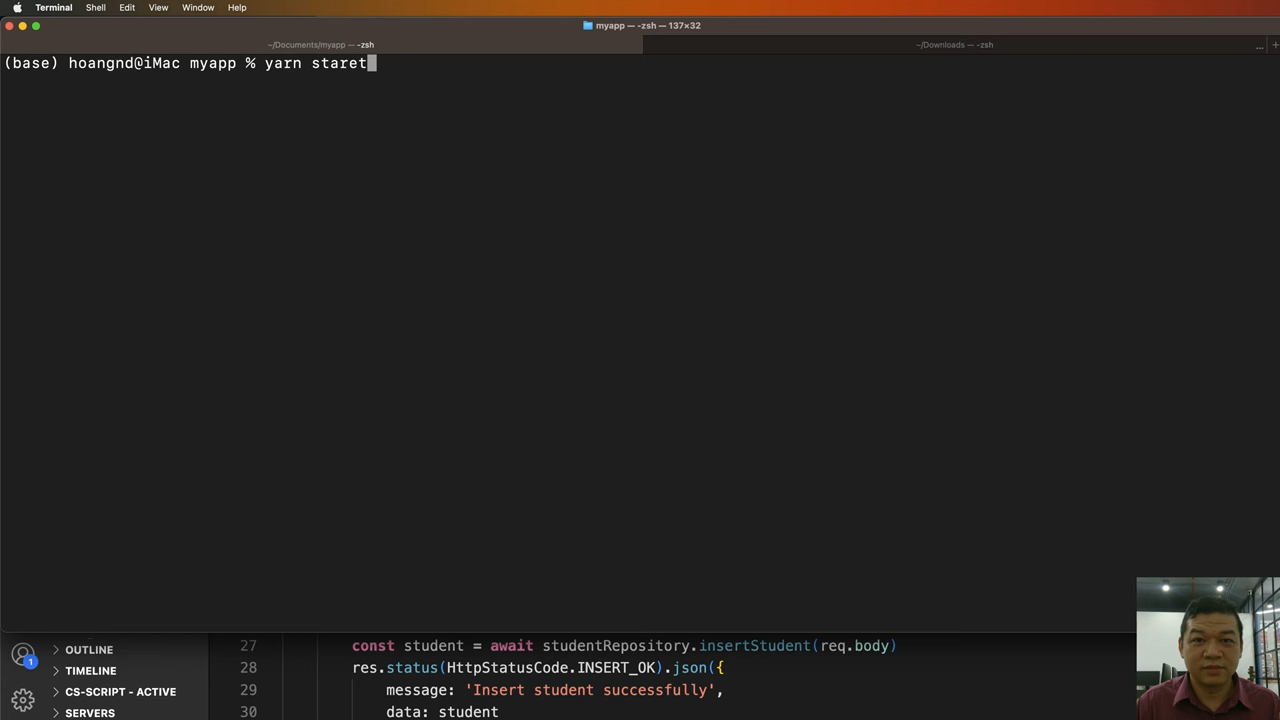 Terminal Shell Edit View Window Help
myapp — -zsh — 137×32
~/Documents/myapp — -zsh
~/Downloads — -zsh
... +
(base) hoangnd@iMac myapp % yarn staret
OUTLINE
TIMELINE
CS-SCRIPT - ACTIVE
SERVERS
1
27 const student = await studentRepository.insertStudent(req.body)
28 res.status(HttpStatusCode.INSERT_OK).json({
29 message: 'Insert student successfully',
30 data: student